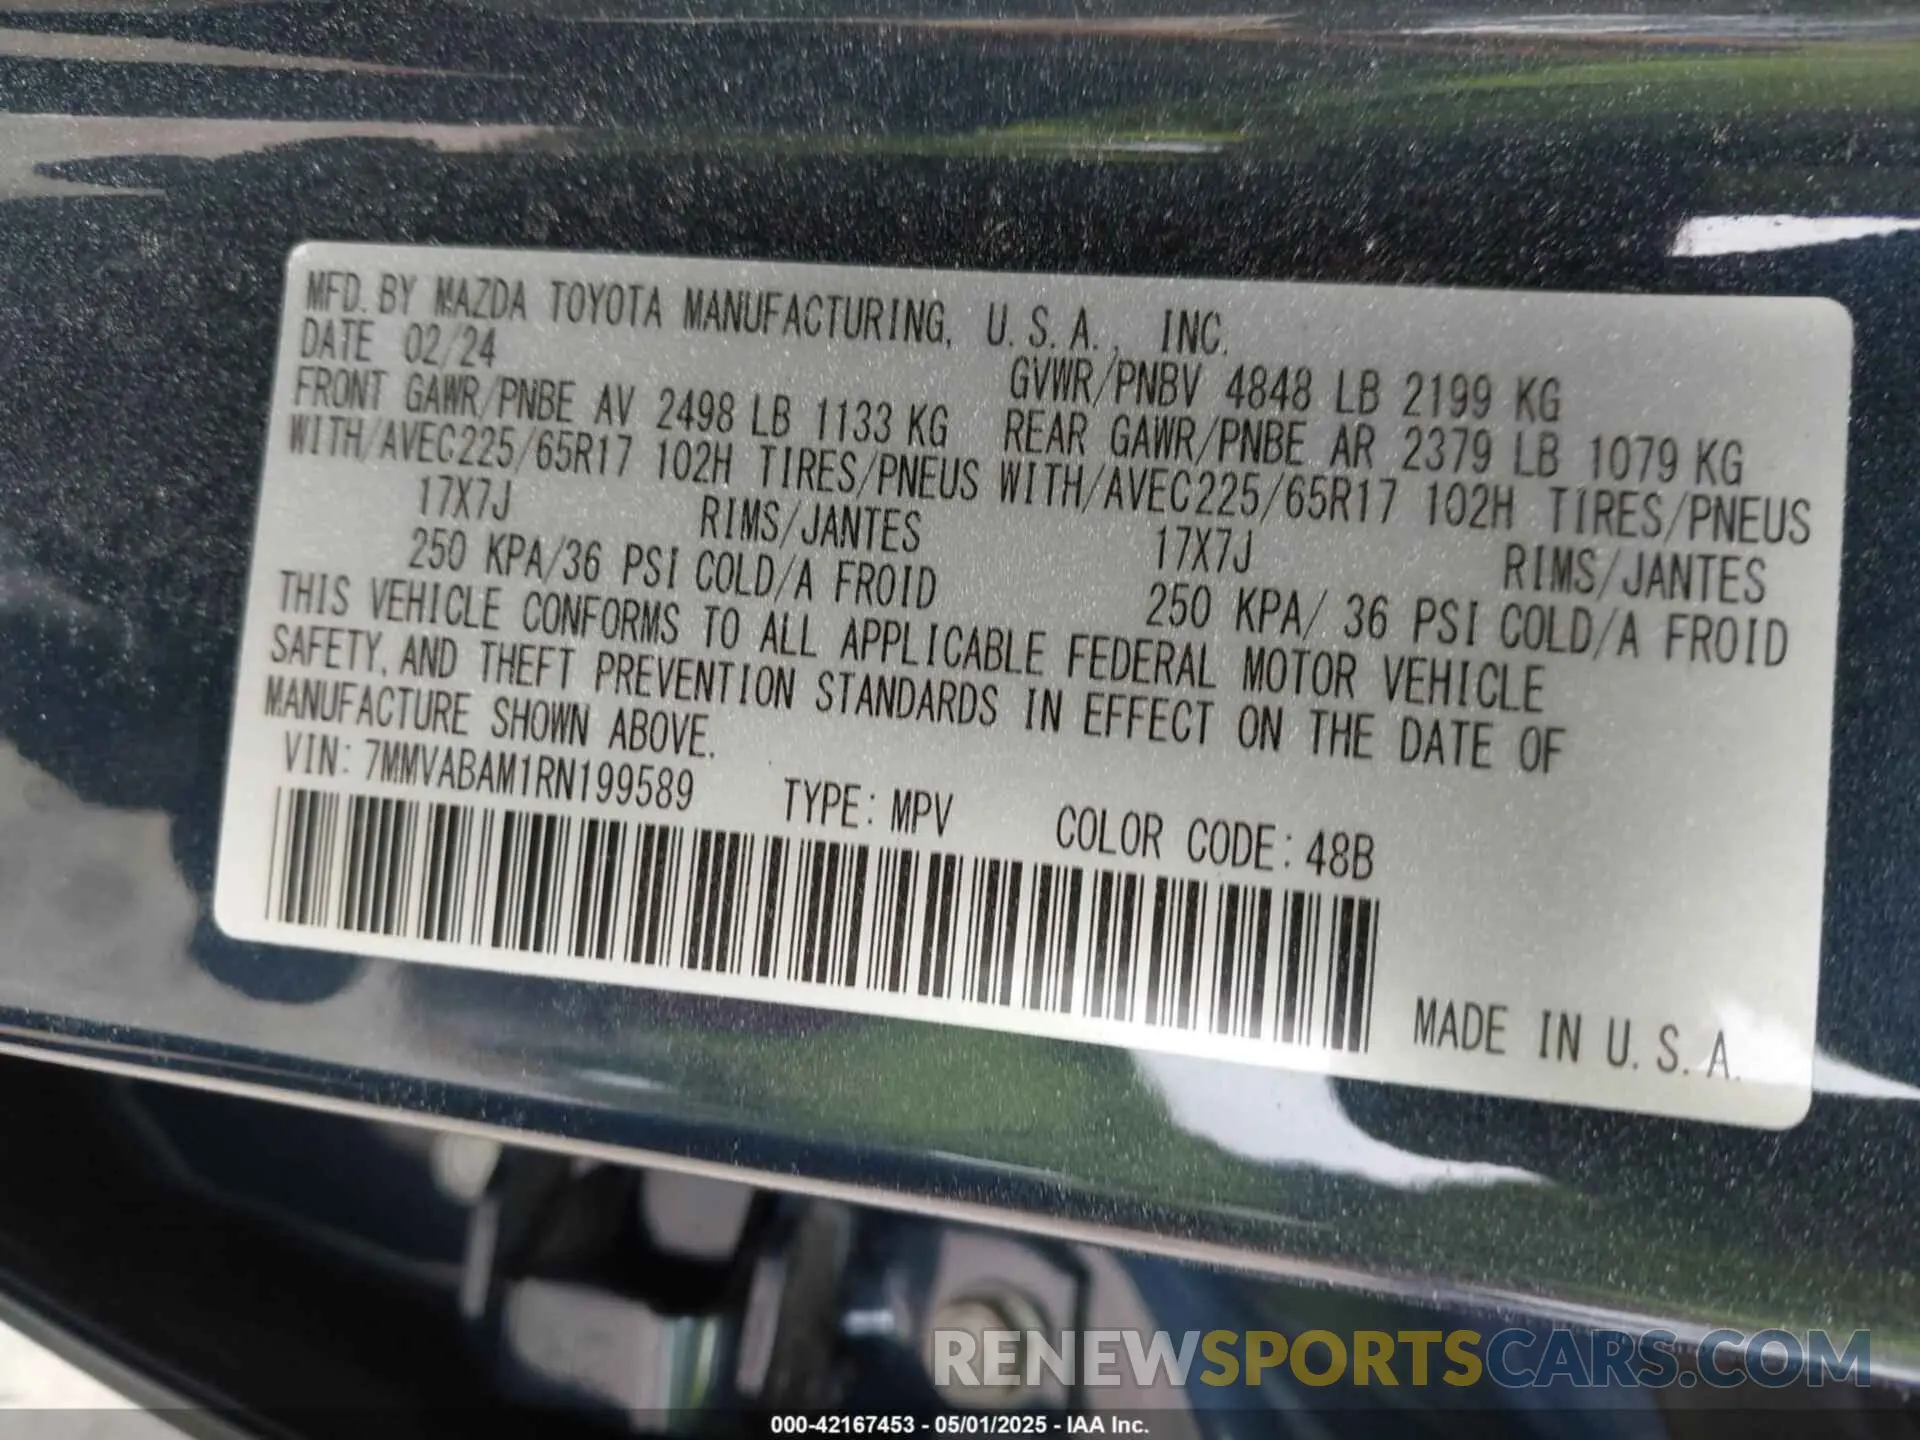 MFD. BY MAZDA TOYOTA MANUFACTURING, U.S.A., INC.
DATE 02/24 GVWR/PNBV 4848 LB 2199 KG
FRONT GAWR/PNBE AV 2498 LB 1133 KG REAR GAWR/PNBE AR 2379 LB 1079 KG
WITH/AVEC225/65R17 102H TIRES/PNEUS WITH/AVEC225/65R17 102H TIRES/PNEUS
17X7J RIMS/JANTES 17X7J RIMS/JANTES
250 KPA/36 PSI COLD/A FROID 250 KPA/ 36 PSI COLD/A FROID
THIS VEHICLE CONFORMS TO ALL APPLICABLE FEDERAL MOTOR VEHICLE
SAFETY, AND THEFT PREVENTION STANDARDS IN EFFECT ON THE DATE OF
MANUFACTURE SHOWN ABOVE.
VIN: 7MMVABAM1RN199589 TYPE: MPV COLOR CODE: 48B
MADE IN U.S.A.
RENEWSPORTSCARS.COM
000-42167453 - 05/01/2025 - IAA Inc.